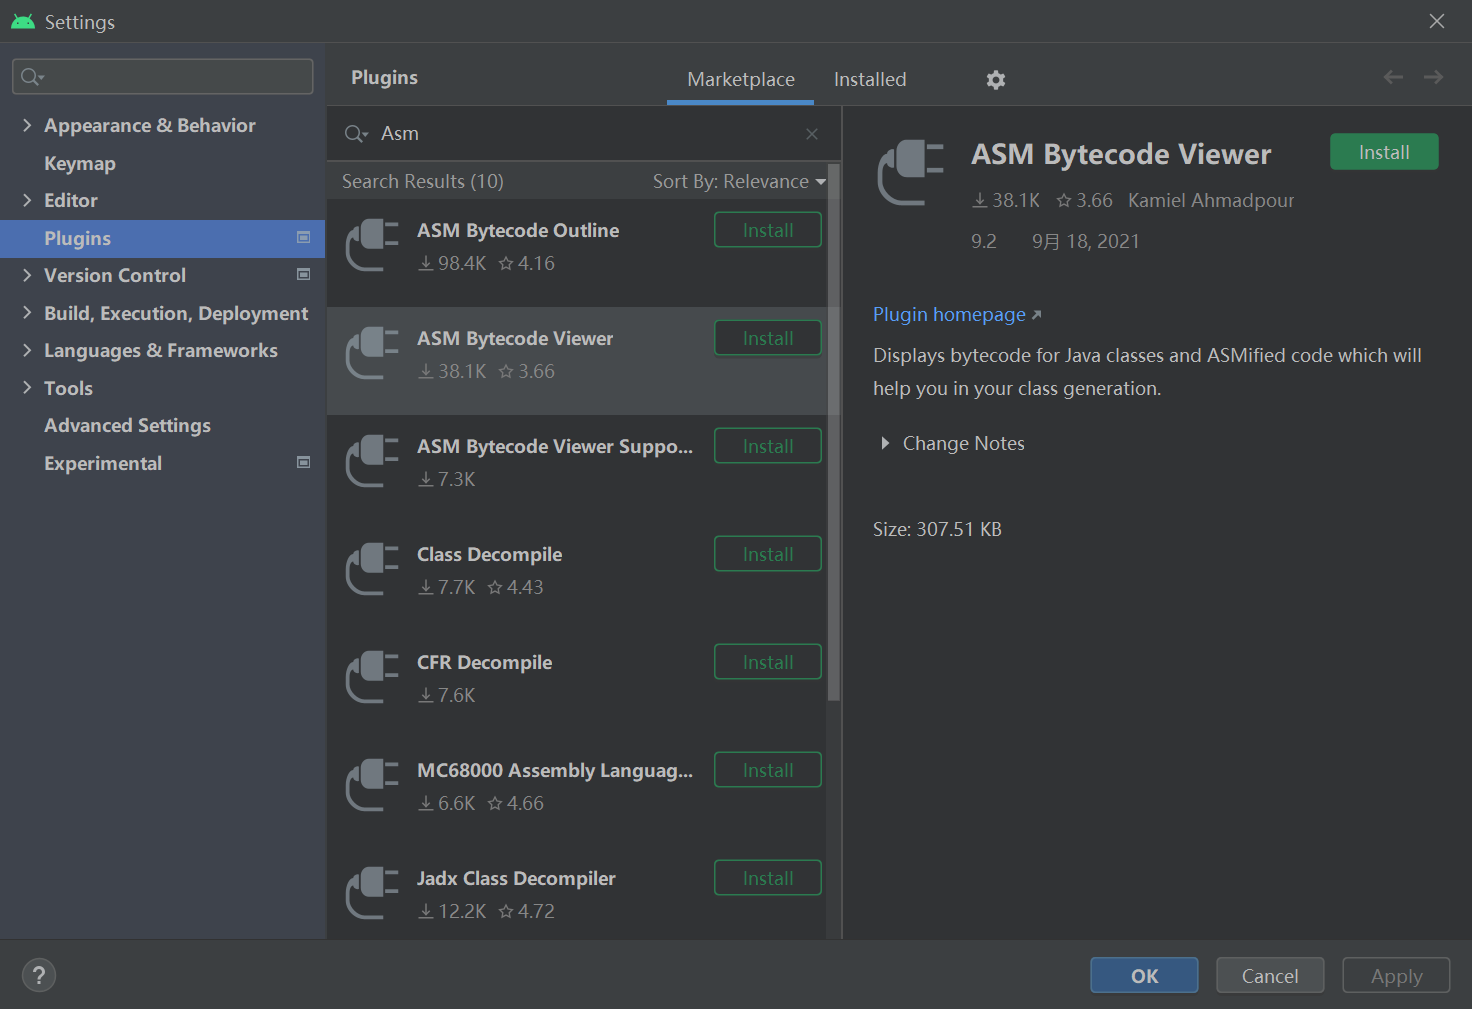 Settings
Appearance & Behavior
Keymap
Editor
Plugins
Version Control
Build, Execution, Deployment
Languages & Frameworks
Tools
Advanced Settings
Experimental
Plugins
Marketplace
Installed
Asm
Search Results (10)
Sort By: Relevance
ASM Bytecode Outline
Install
98.4K 4.16
ASM Bytecode Viewer
Install
38.1K 3.66
ASM Bytecode Viewer Suppo...
Install
7.3K
Class Decompile
Install
7.7K 4.43
CFR Decompile
Install
7.6K
MC68000 Assembly Languag...
Install
6.6K 4.66
Jadx Class Decompiler
Install
12.2K 4.72
ASM Bytecode Viewer
Install
38.1K 3.66 Kamiel Ahmadpour
9.2 9月 18, 2021
Plugin homepage
Displays bytecode for Java classes and ASMified code which will
help you in your class generation.
Change Notes
Size: 307.51 KB
?
OK
Cancel
Apply